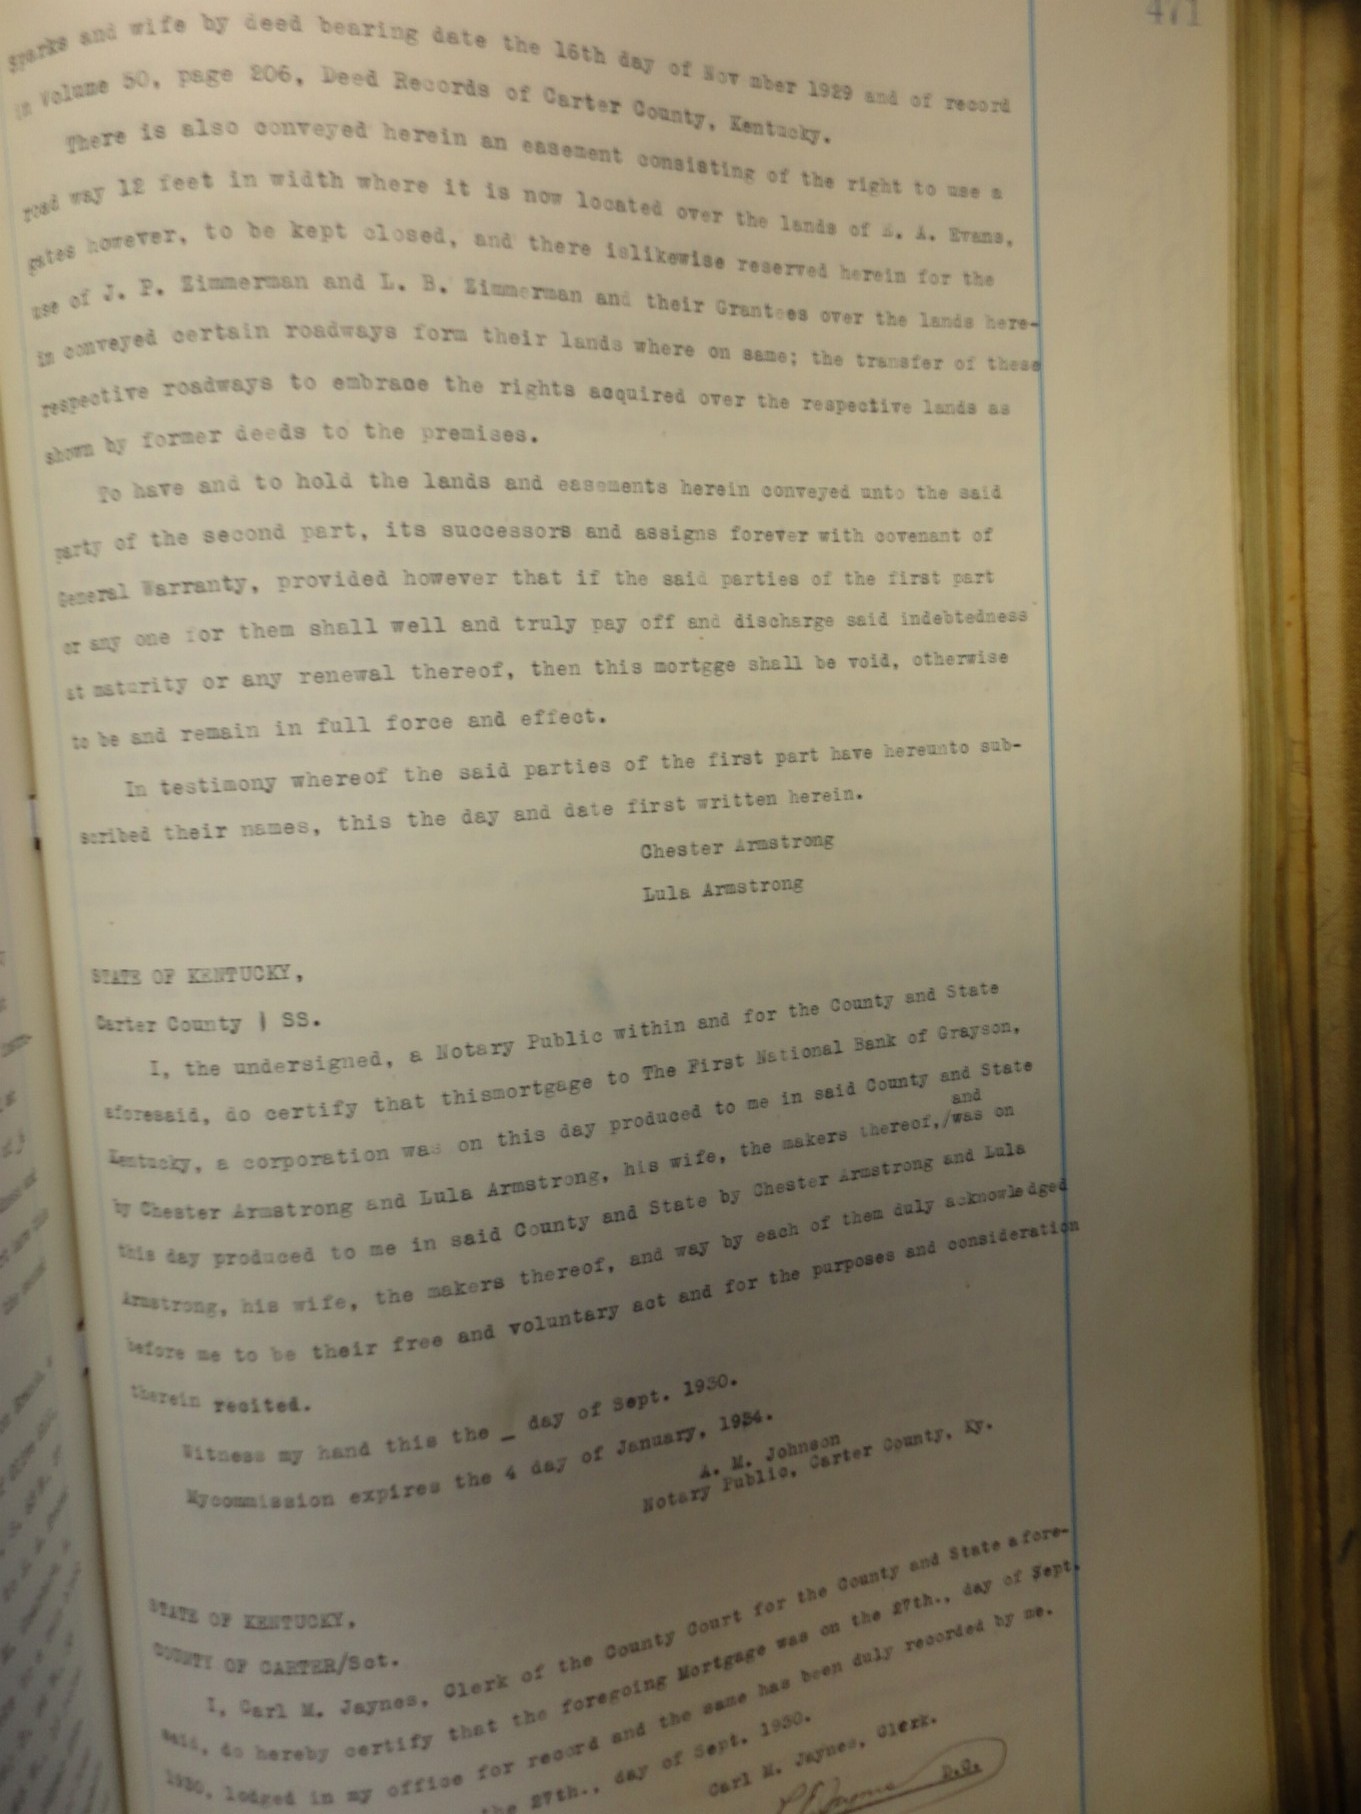 471
Sparks and wife by deed bearing date the 15th day of Nov mber 1929 and of record
in Volume 50, page 206, Deed Records of Carter County, Kentucky.
There is also conveyed herein an easement consisting of the right to use a
road way 12 feet in width where it is now located over the lands of E. A. Evans,
gates however, to be kept closed, and there islikewise reserved herein for the
use of J. P. Zimmerman and L. B. Zimmerman and their Grantees over the lands here-
in conveyed certain roadways form their lands where on same; the transfer of these
respective roadways to embrace the rights acquired over the respective lands as
shown by former deeds to the premises.
To have and to hold the lands and easements herein conveyed unto the said
party of the second part, its successors and assigns forever with covenant of
General Warranty, provided however that if the said parties of the first part
or any one for them shall well and truly pay off and discharge said indebtedness
at maturity or any renewal thereof, then this mortgge shall be void, otherwise
to be and remain in full force and effect.
In testimony whereof the said parties of the first part have hereunto sub-
scribed their names, this the day and date first written herein.
Chester Armstrong
Lula Armstrong
STATE OF KENTUCKY,
Carter County ) SS.
I, the undersigned, a Notary Public within and for the County and State
aforesaid, do certify that thismortgage to The First National Bank of Grayson,
Kentucky, a corporation was on this day produced to me in said County and State
and
by Chester Armstrong and Lula Armstrong, his wife, the makers thereof,/was on
this day produced to me in said County and State by Chester Armstrong and Lula
Armstrong, his wife, the makers thereof, and way by each of them duly acknowledged
before me to be their free and voluntary act and for the purposes and consideration
therein recited.
Witness my hand this the _ day of Sept. 1930.
Mycommission expires the 4 day of January, 1934.
A. M. Johnson
Notary Public, Carter County, Ky.
STATE OF KENTUCKY,
COUNTY OF CARTER/Sct.
I, Carl M. Jaynes, Clerk of the County Court for the County and State afore-
said, do hereby certify that the foregoing Mortgage was on the 27th., day of Sept.
1930, lodged in my office for record and the same has been duly recorded by me.
the 27th., day of Sept. 1930.
Carl M. Jaynes, Clerk.
D.C.